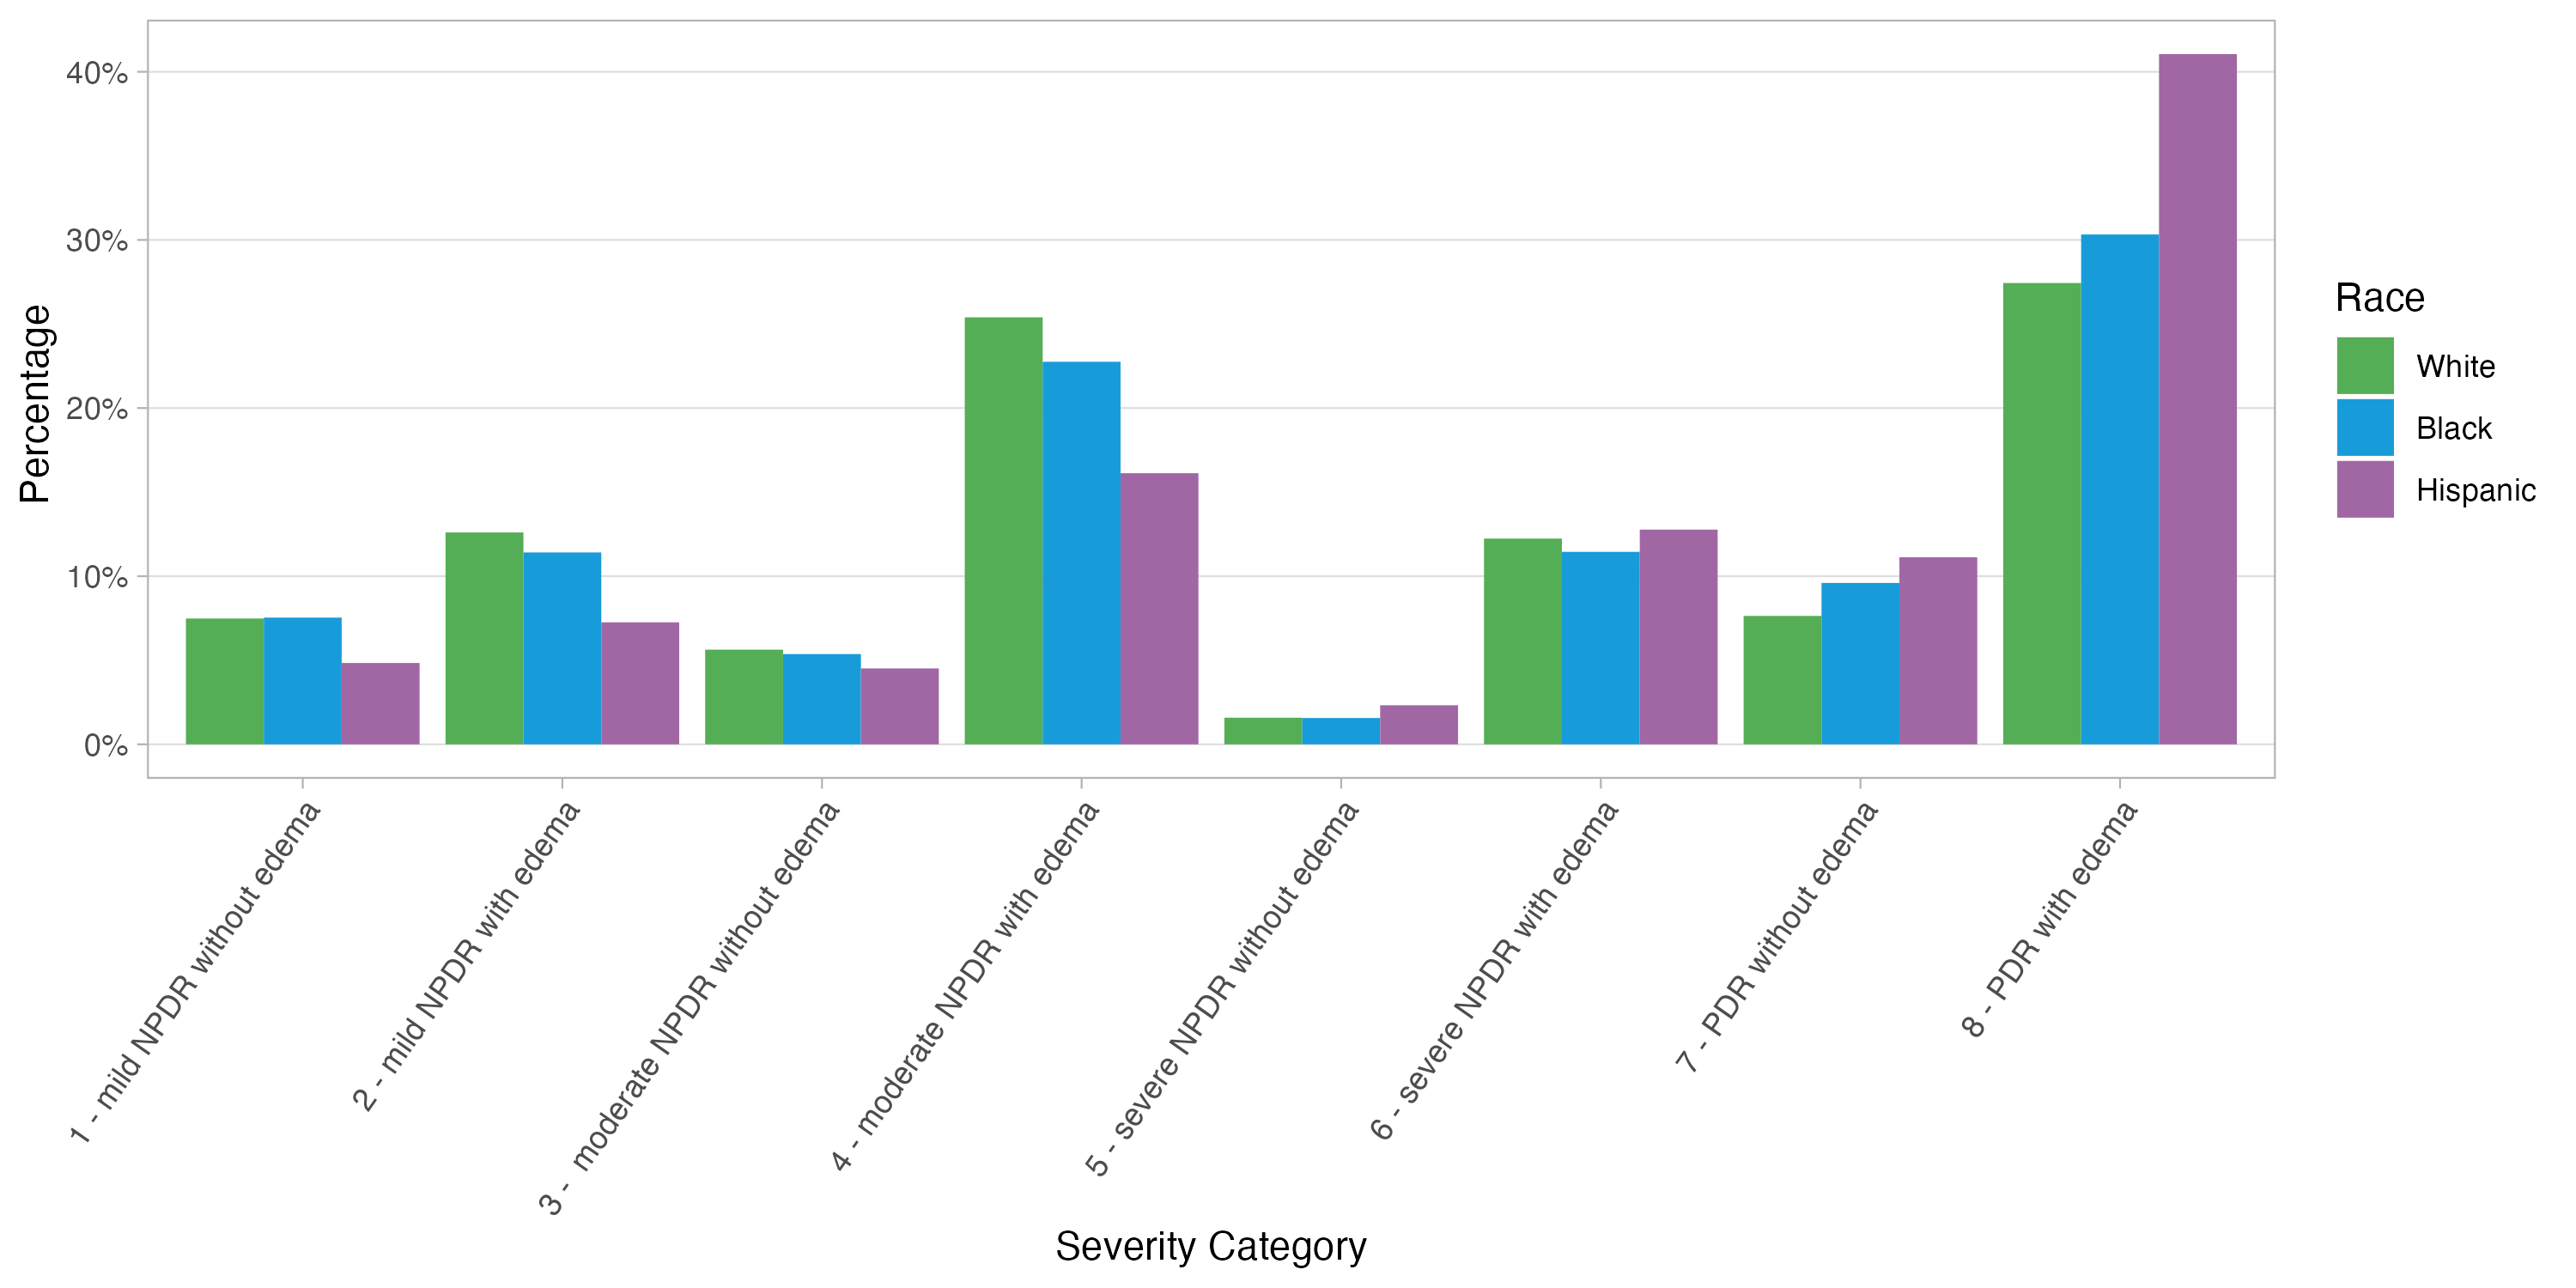 Percentage
40%
30%
20%
10%
0%
1 - mild NPDR without edema
2 - mild NPDR with edema
3 - moderate NPDR without edema
4 - moderate NPDR with edema
5 - severe NPDR without edema
6 - severe NPDR with edema
7 - PDR without edema
8 - PDR with edema
Severity Category
Race
White
Black
Hispanic